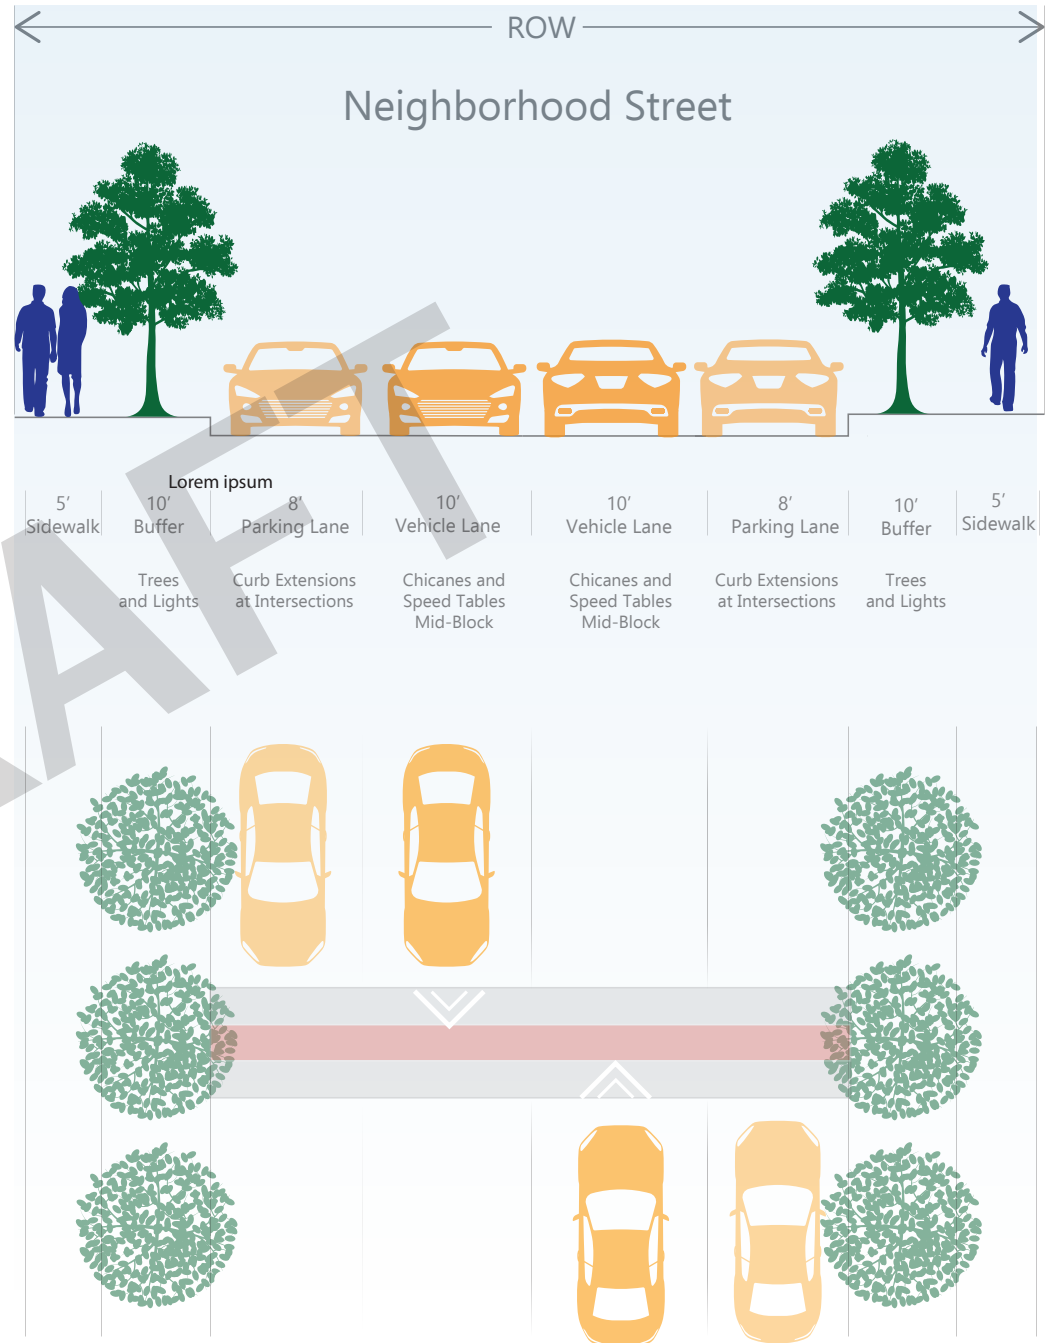 ROW
Neighborhood Street
Lorem ipsum
5’
Sidewalk
10’
Buffer
8’
Parking Lane
10’
Vehicle Lane
10’
Vehicle Lane
8’
Parking Lane
10’
Buffer
5’
Sidewalk
Trees
and Lights
Curb Extensions
at Intersections
Chicanes and
Speed Tables
Mid-Block
Chicanes and
Speed Tables
Mid-Block
Curb Extensions
at Intersections
Trees
and Lights
RAFT